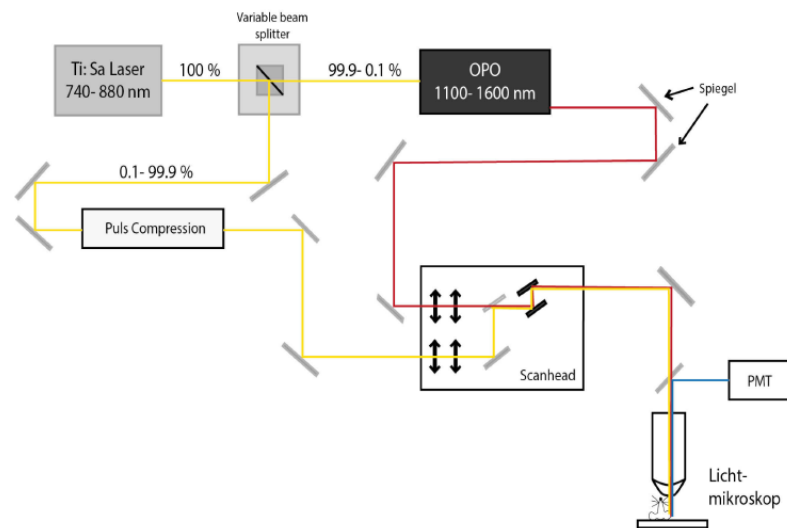 Variable beam
splitter
Ti: Sa Laser
740- 880 nm
100 %
99.9- 0.1 %
OPO
1100- 1600 nm
Spiegel
0.1- 99.9 %
Puls Compression
Scanhead
PMT
Licht-
mikroskop